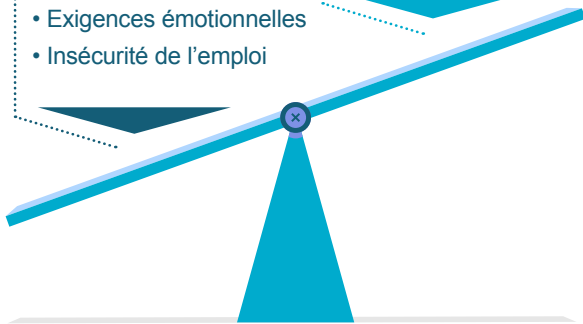 • Exigences émotionnelles
• Insécurité de l’emploi